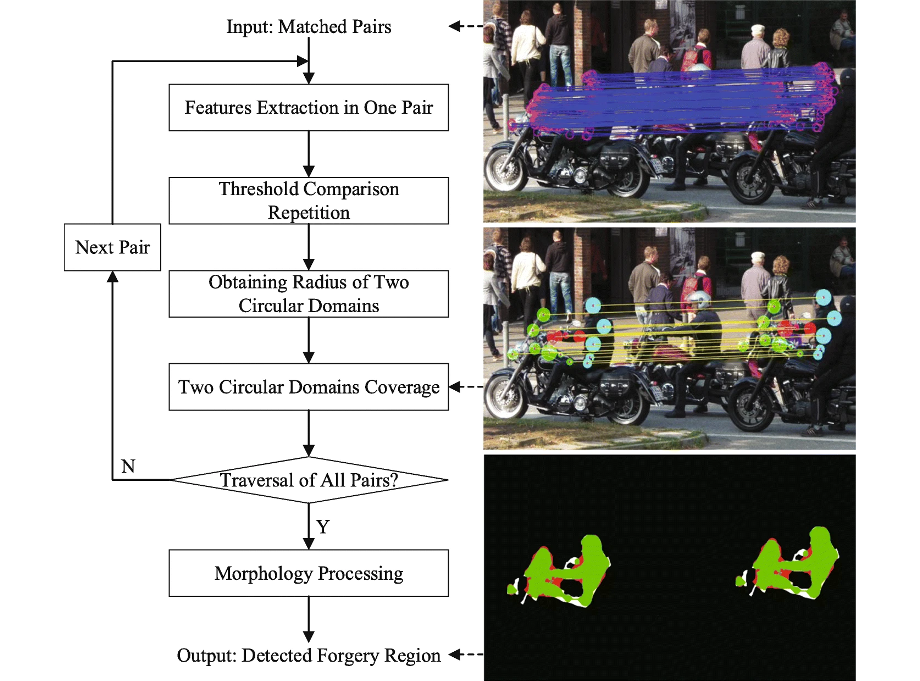 Input: Matched Pairs
Features Extraction in One Pair
Threshold Comparison
Repetition
Next Pair
Obtaining Radius of Two
Circular Domains
Two Circular Domains Coverage
Traversal of All Pairs?
N
Y
Morphology Processing
Output: Detected Forgery Region